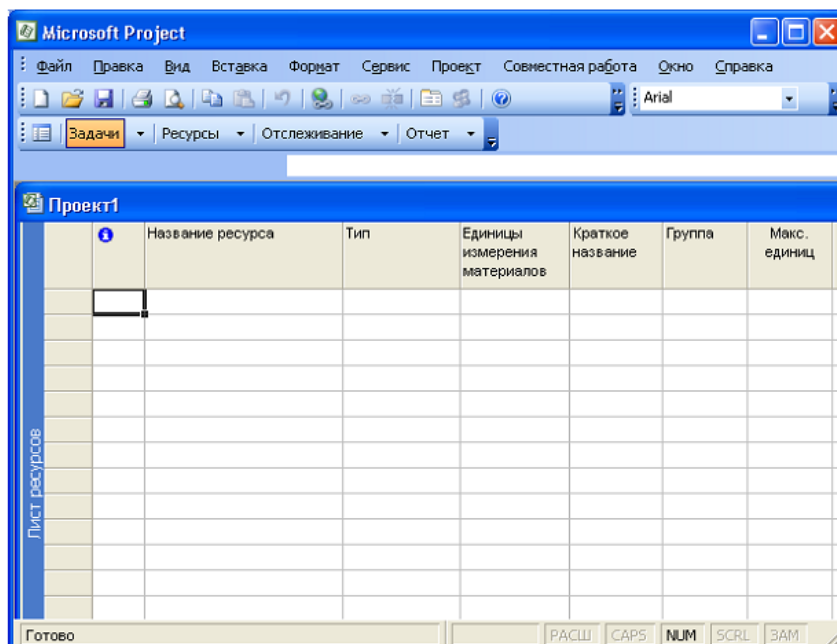 Microsoft Project
Файл Правка Вид Вставка Формат Сервис Проект Совместная работа Окно Справка
Arial
Задачи Ресурсы Отслеживание Отчет
Проект1
Название ресурса Тип Единицы измерения материалов Краткое название Группа Макс. единиц
Лист ресурсов
Готово РАСШ CAPS NUM SCRL ЗАМ